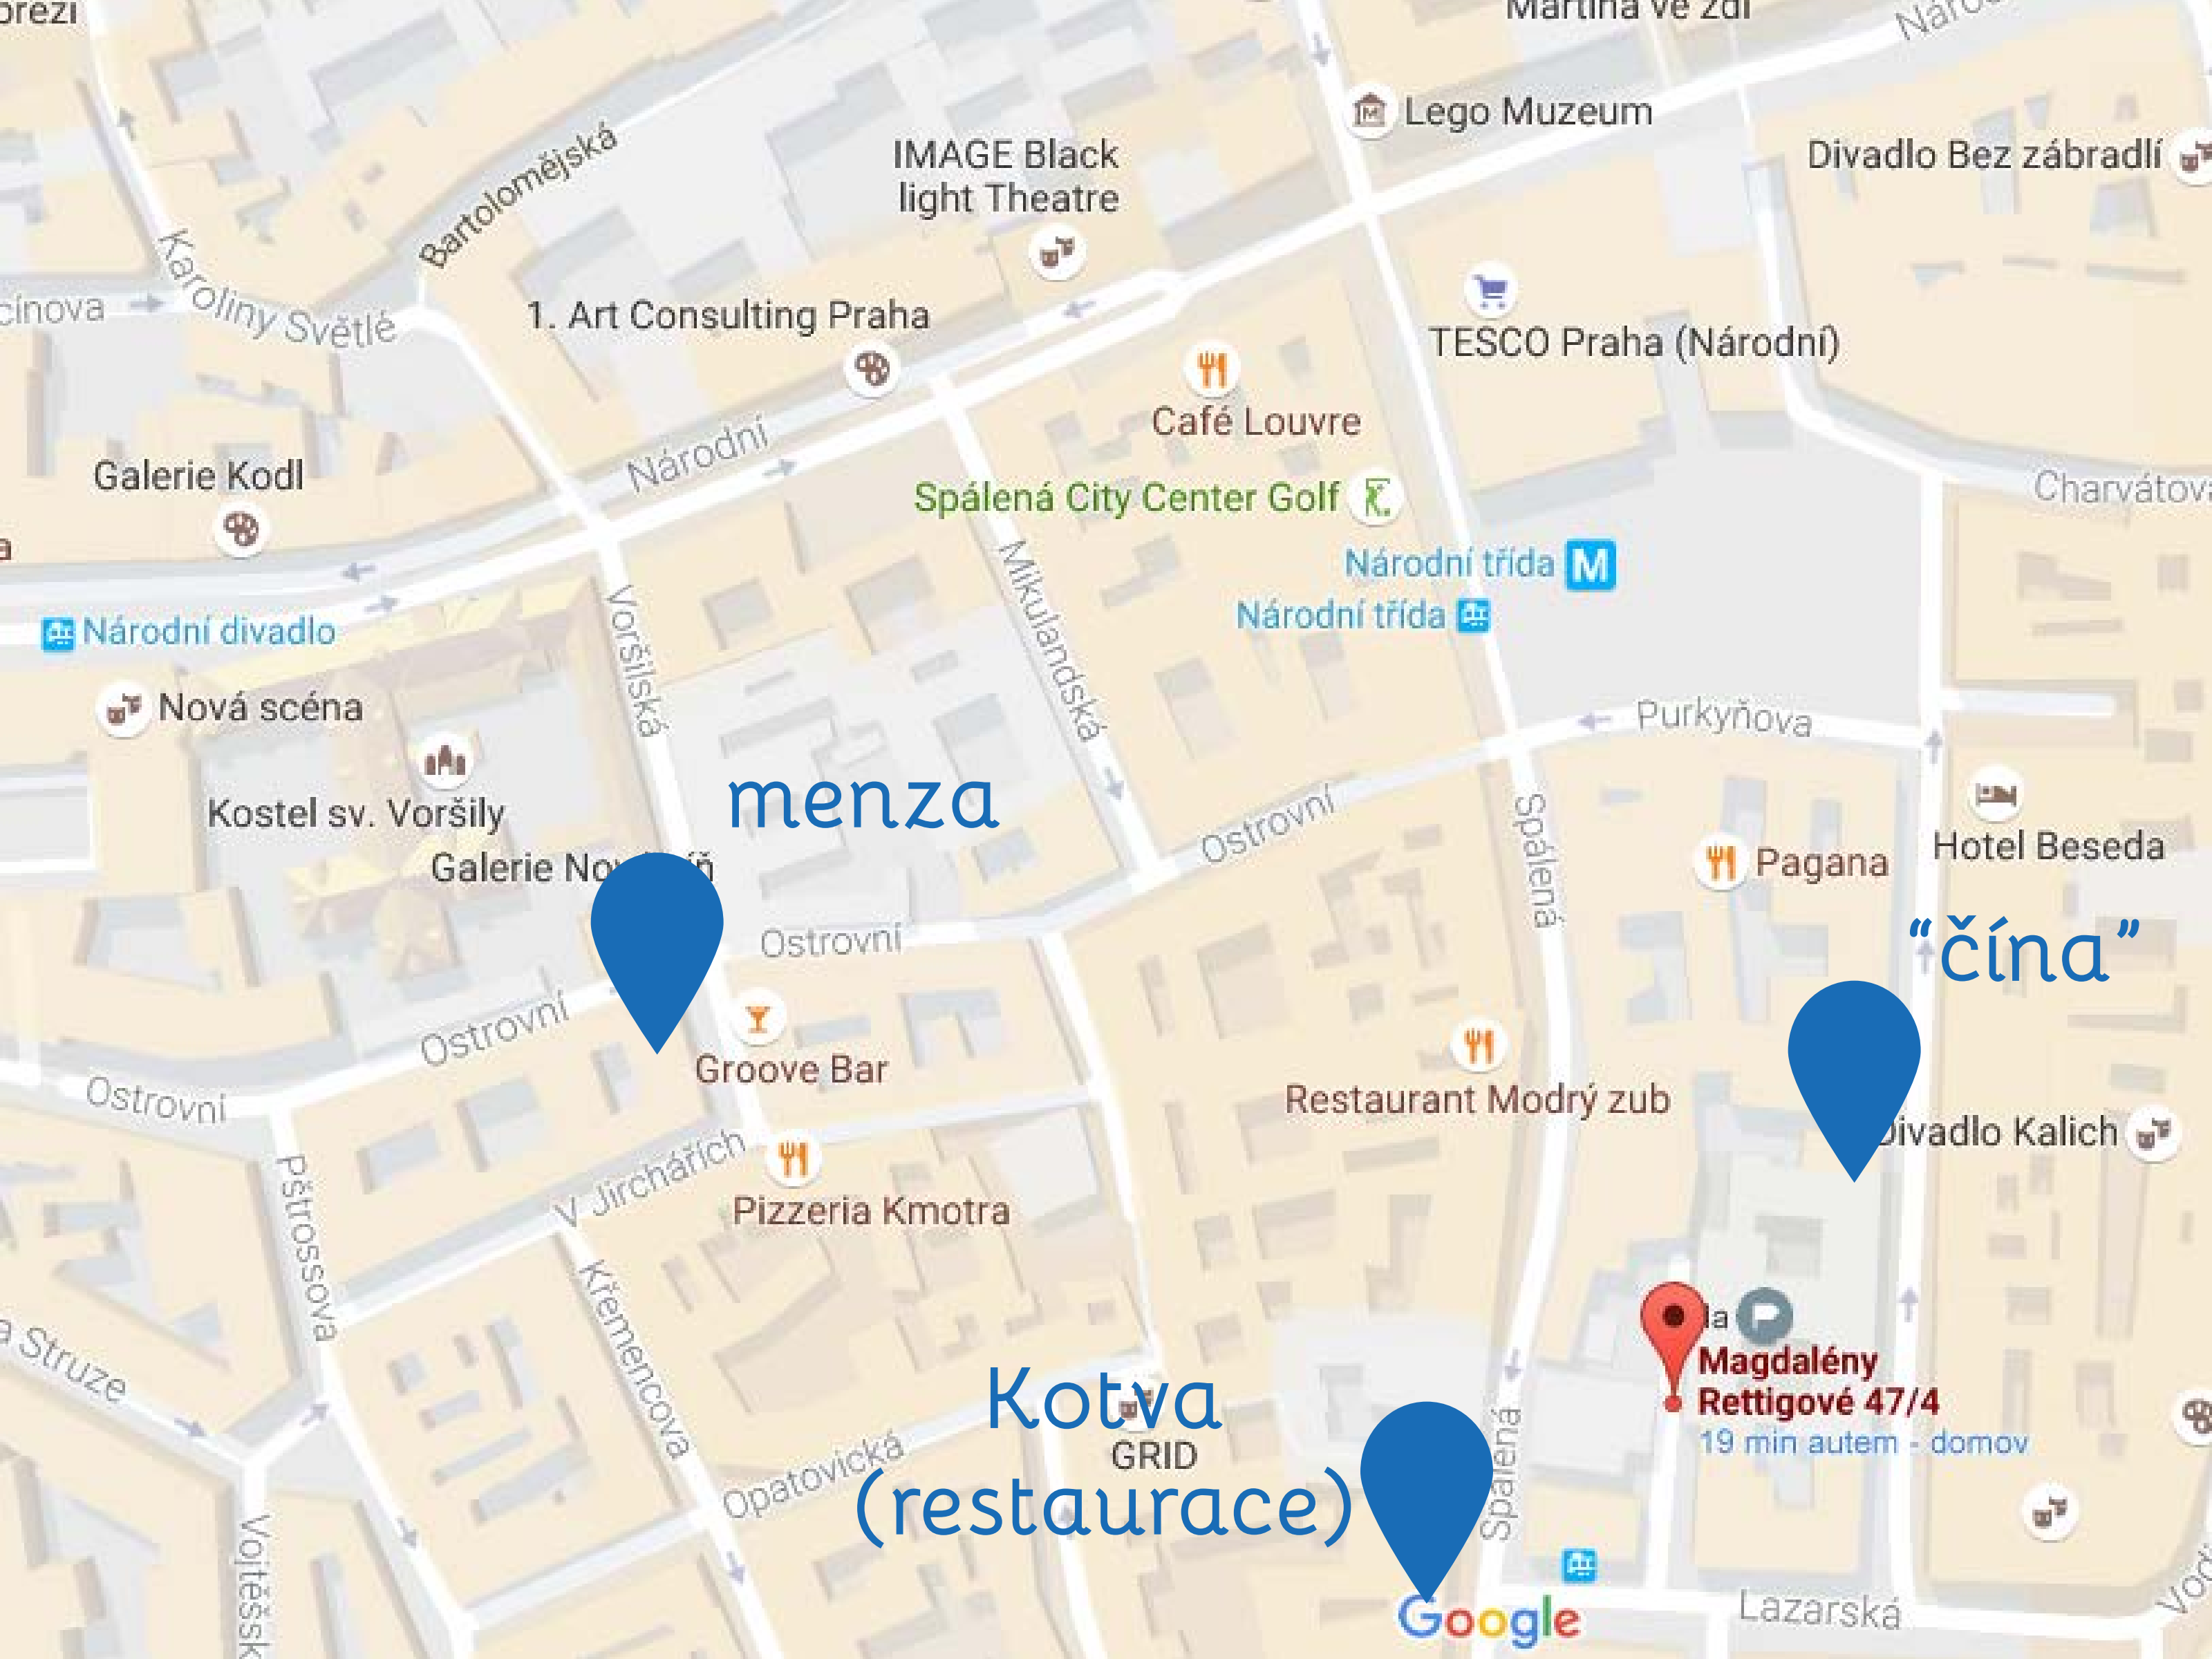 Martina ve zdi
Lego Muzeum
IMAGE Black
light Theatre
Divadlo Bez zábradlí
Bartolomějská
Karoliny Světlé
1. Art Consulting Praha
TESCO Praha (Národní)
Café Louvre
Národní
Galerie Kodl
Spálená City Center Golf
Charvátova
Národní třída
M
Národní třída
Mikulandská
Národní divadlo
Voršilská
Nová scéna
Purkyňova
menza
Kostel sv. Voršily
Ostrovní
Spálená
Hotel Beseda
Pagana
Galerie
Ostrovní
"čína"
Ostrovní
Groove Bar
Ostrovní
Restaurant Modrý zub
Divadlo Kalich
V Jirchářích
Pizzeria Kmotra
Pštrossova
Křemencova
Struze
Magdalény
Rettigové 47/4
19 min autem - domov
Kotva
GRID
Opatovická
(restaurace)
Spálená
Google
Lazarská